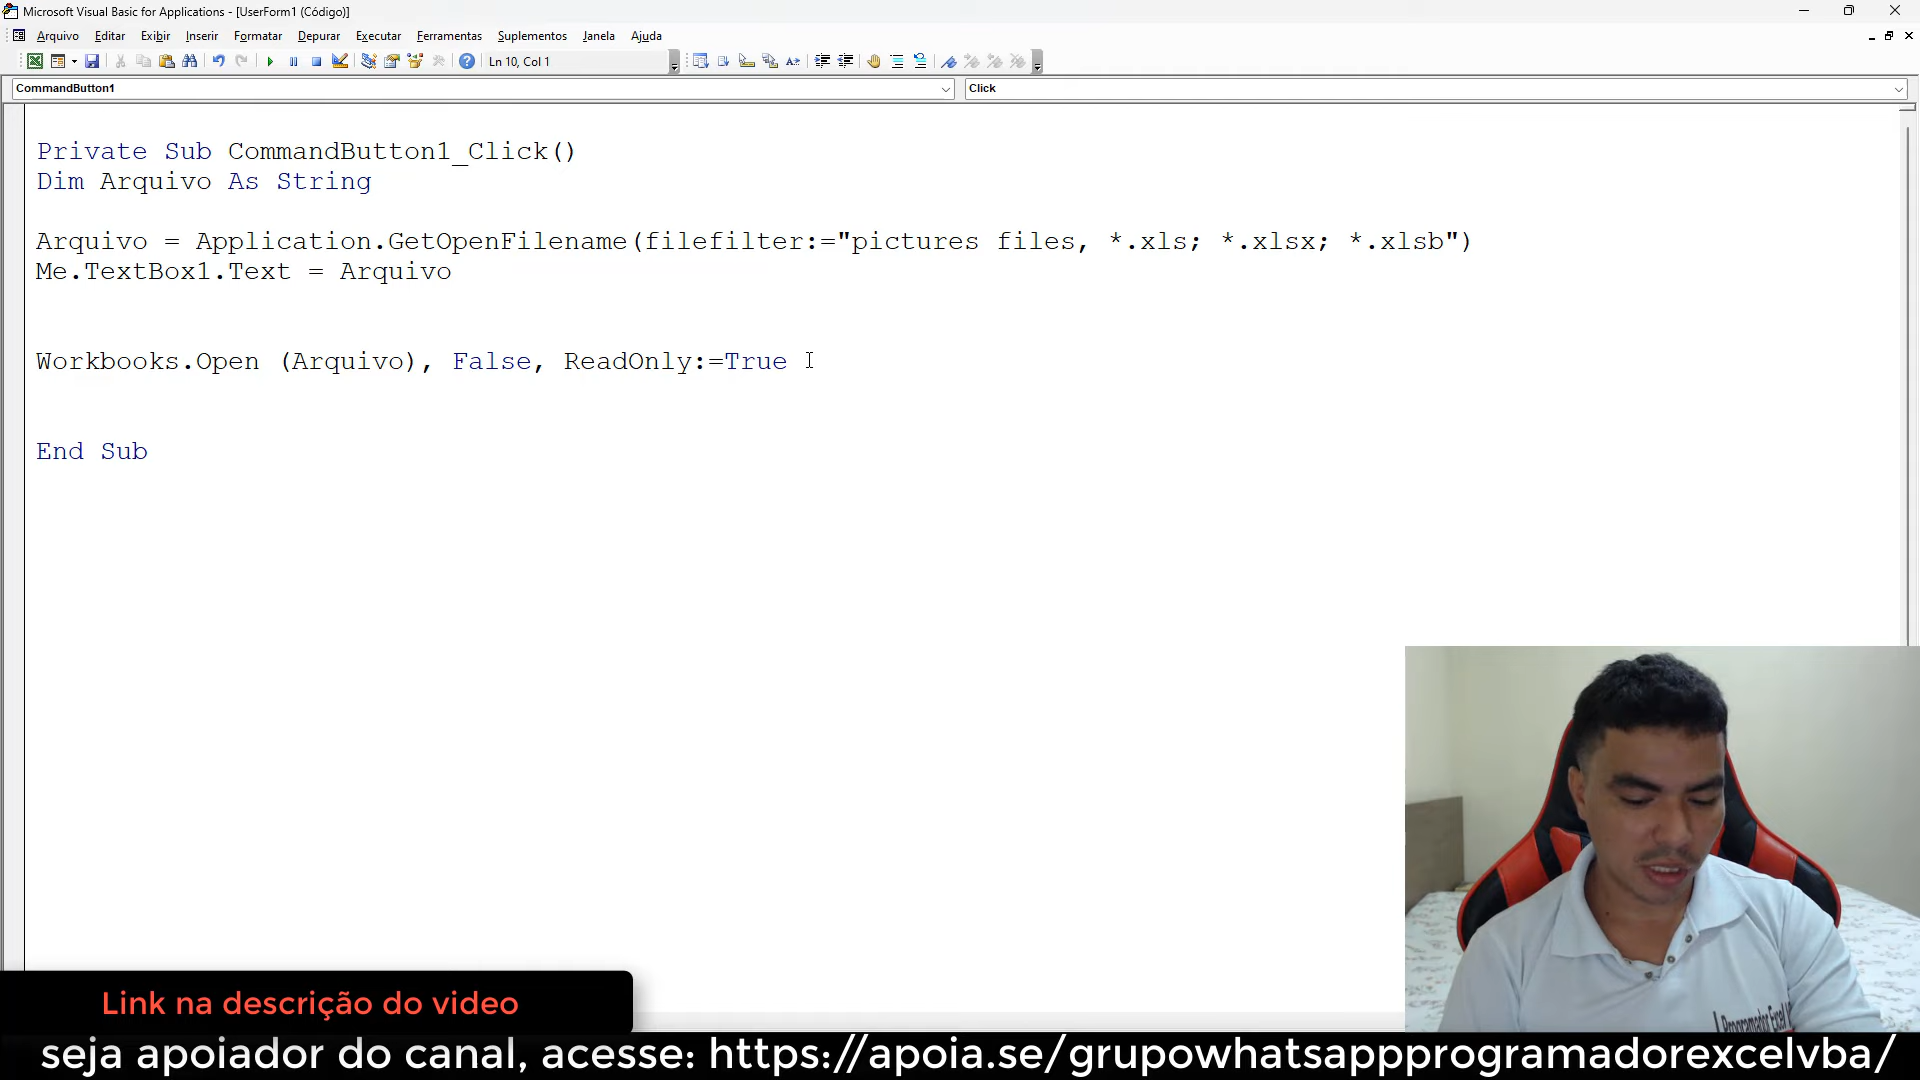 Microsoft Visual Basic for Applications - [UserForm1 (Código)]
Arquivo Editar Exibir Inserir Formatar Depurar Executar Ferramentas Suplementos Janela Ajuda
Ln 10, Col 1
CommandButton1 Click
Private Sub CommandButton1_Click()
Dim Arquivo As String
Arquivo = Application.GetOpenFilename(filefilter:="pictures files, *.xls; *.xlsx; *.xlsb")
Me.TextBox1.Text = Arquivo
Workbooks.Open (Arquivo), False, ReadOnly:=True
End Sub
Programador Excel
Link na descrição do video
seja apoiador do canal, acesse: https://apoia.se/grupowhatsappprogramadorexcelvba/